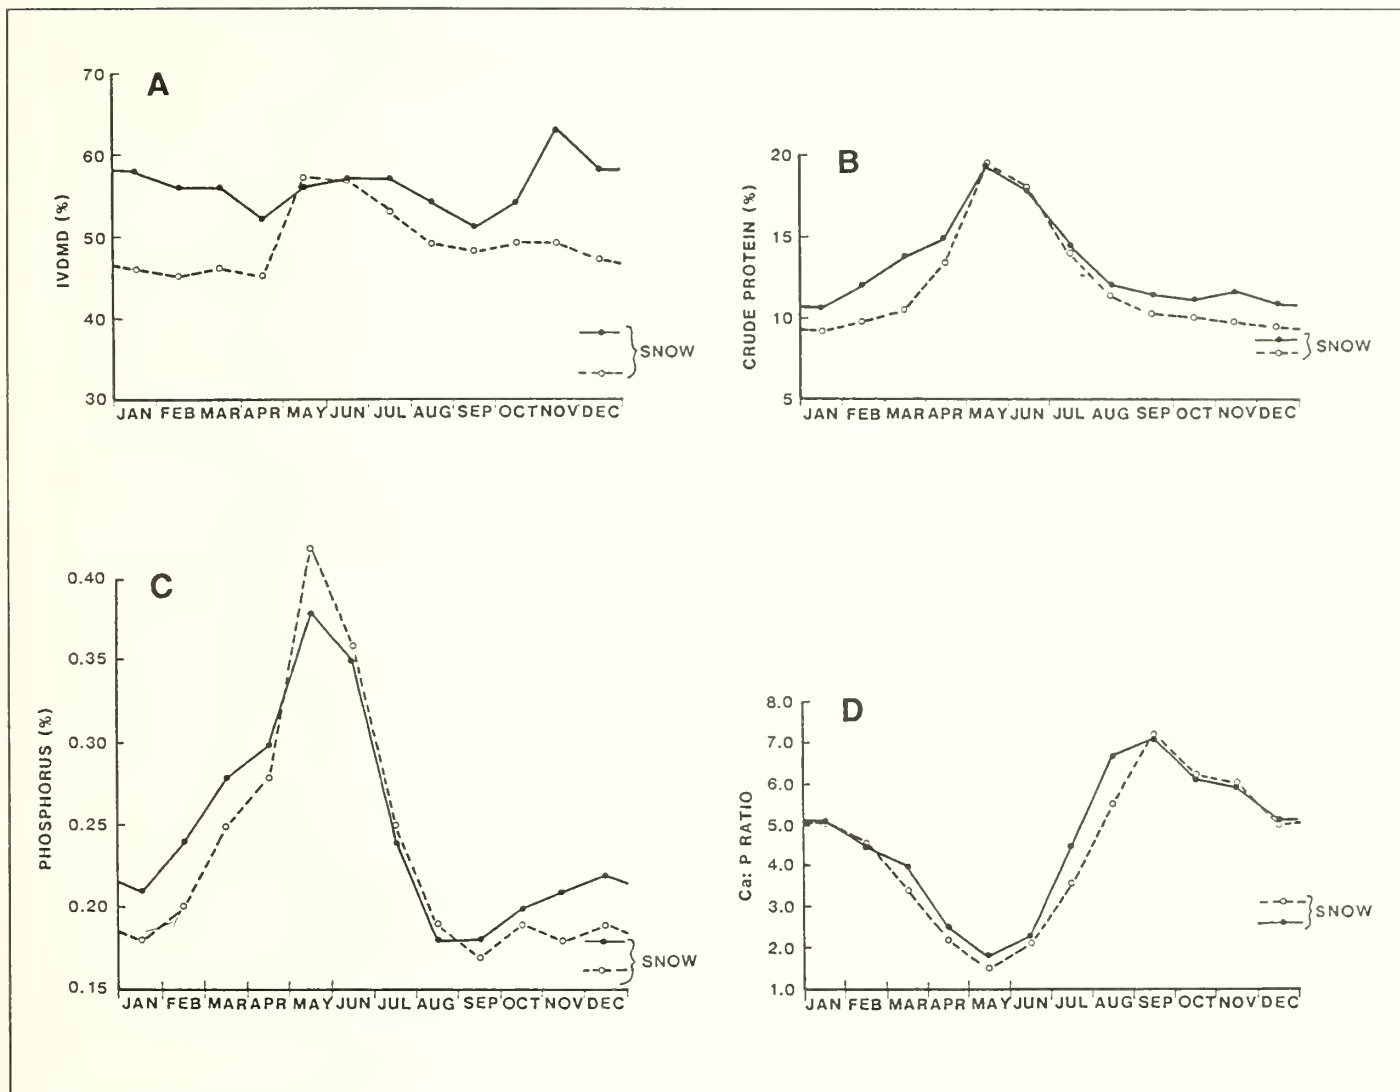 A
70
60
50
40
30
IVDMD (%)
SNOW
JAN FEB MAR APR MAY JUN JUL AUG SEP OCT NOV DEC
B
20
15
10
5
CRUDE PROTEIN (%)
SNOW
JAN FEB MAR APR MAY JUN JUL AUG SEP OCT NOV DEC
C
0.40
0.35
0.30
0.25
0.20
0.15
PHOSPHORUS (%)
SNOW
JAN FEB MAR APR MAY JUN JUL AUG SEP OCT NOV DEC
D
8.0
7.0
6.0
5.0
4.0
3.0
2.0
1.0
Ca: P RATIO
SNOW
JAN FEB MAR APR MAY JUN JUL AUG SEP OCT NOV DEC